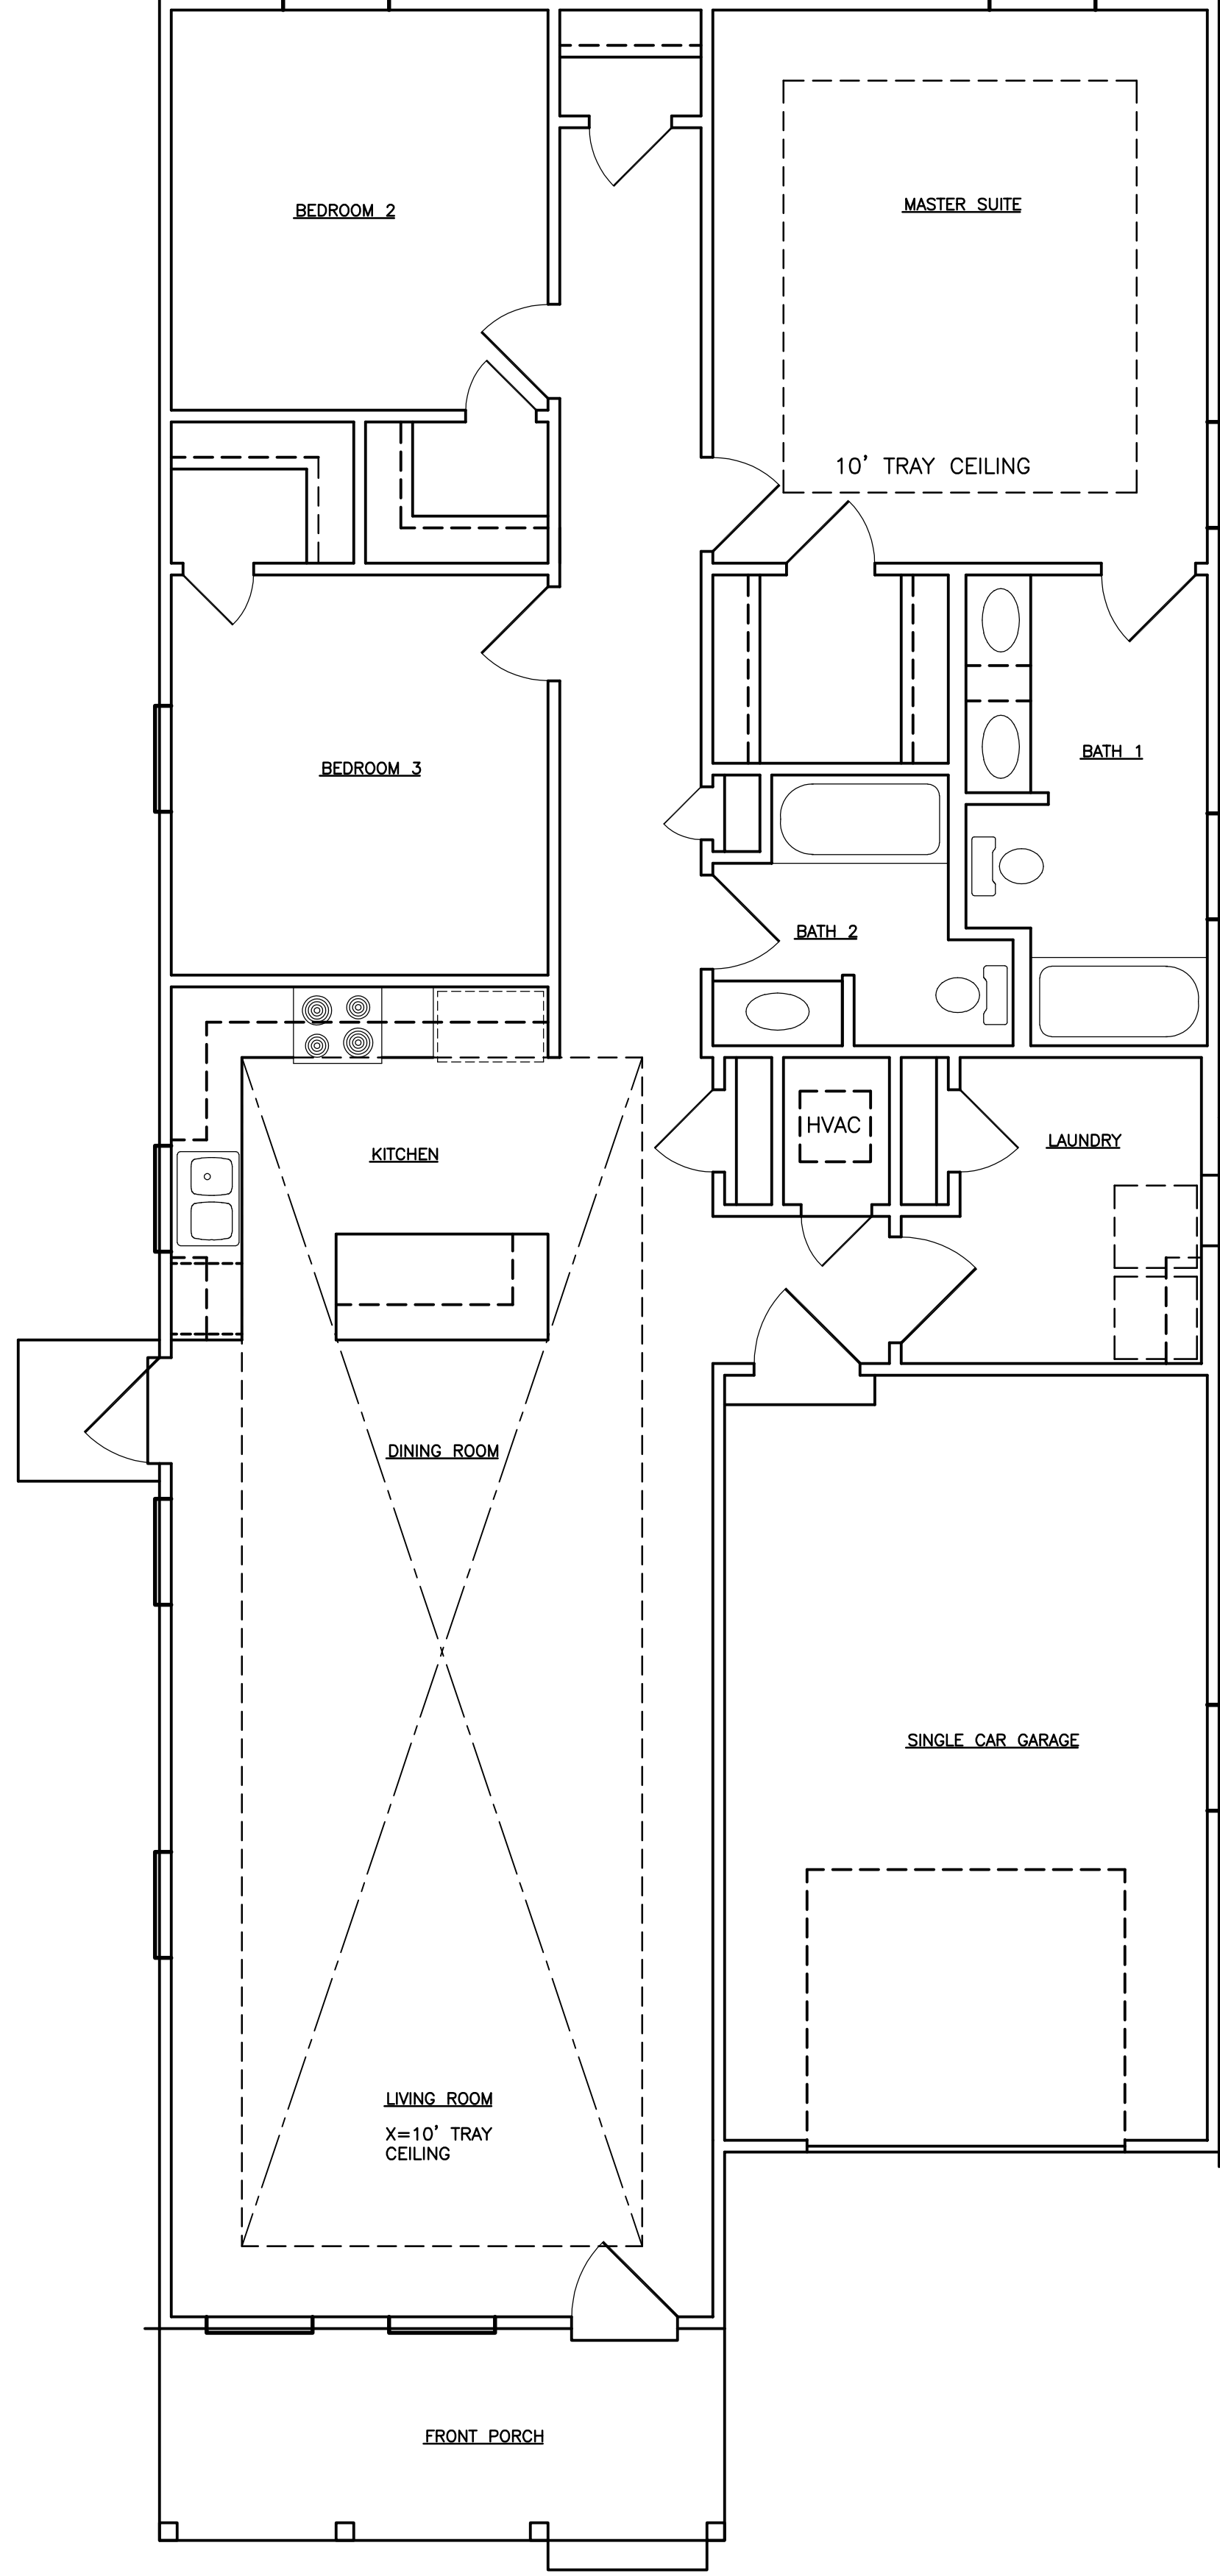 BEDROOM 2
MASTER SUITE
10' TRAY CEILING
BEDROOM 3
BATH 1
BATH 2
HVAC
LAUNDRY
KITCHEN
DINING ROOM
SINGLE CAR GARAGE
LIVING ROOM
X=10' TRAY
CEILING
FRONT PORCH